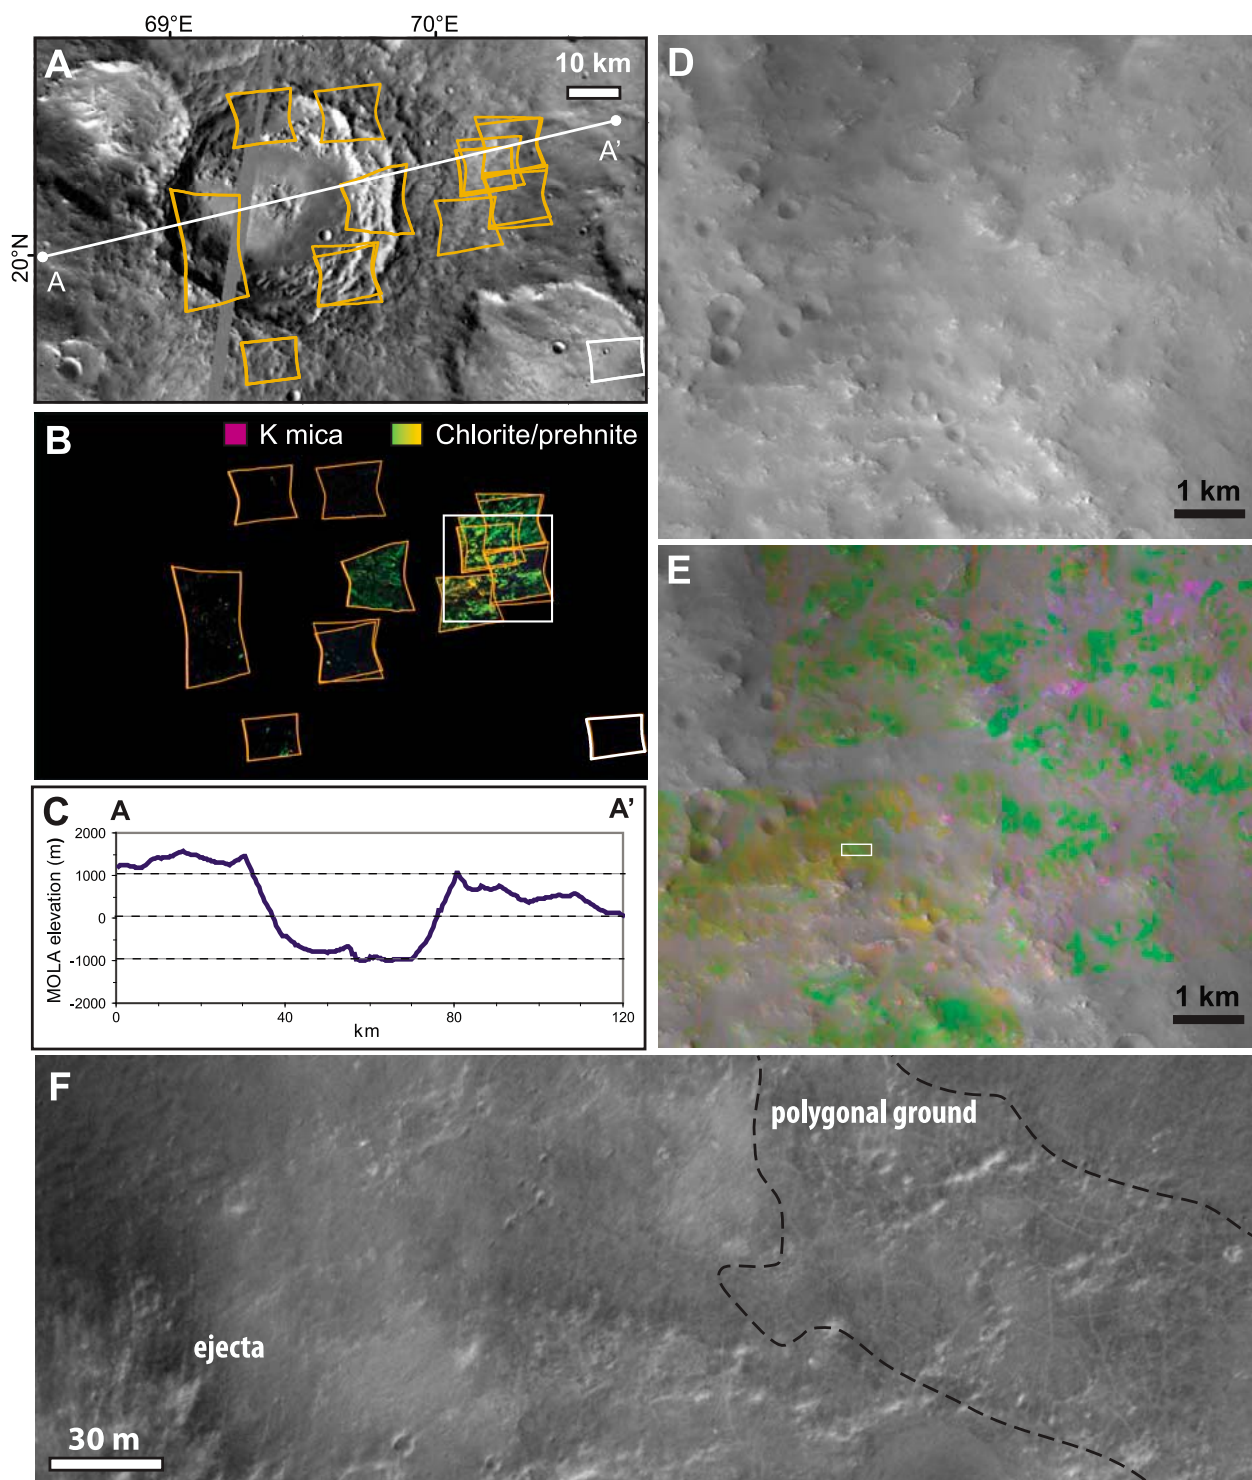 69°E 70°E
A
10 km
A'
A
20°N
B K mica Chlorite/prehnite
C A A'
MOLA elevation (m)
2000
1000
0
-1000
-2000
0 40 80 120
km
D
1 km
E
1 km
F
polygonal ground
ejecta
30 m